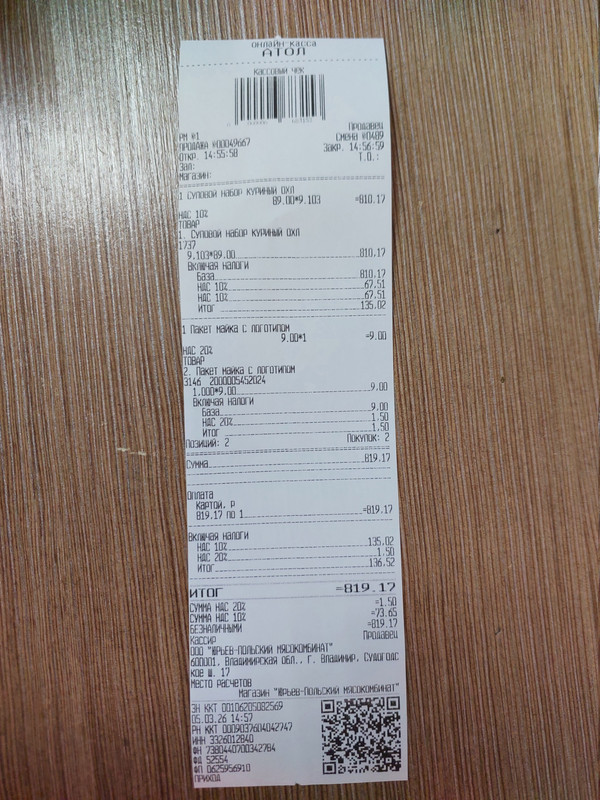 онлайн-касса
АТОЛ
КАССОВЫЙ ЧЕК
РМ №1 Продавец
ПРОДАЖА #00049667 Смена №0489
Откр. 14:55:58 Закр. 14:56:59
Зал: Т.О.:
Магазин:
1 СУПОВОЙ НАБОР КУРИНЫЙ ОХЛ
89.00*9.103 =810.17
НДС 10%
ТОВАР
1. СУПОВОЙ НАБОР КУРИНЫЙ ОХЛ
1737
9.103*89.00 810.17
Включая налоги
База 810.17
НДС 10% 67.51
НДС 10% 67.51
ИТОГ 135.02
1 Пакет майка с логотипом
9.00*1 =9.00
НДС 20%
ТОВАР
2. Пакет майка с логотипом
3146 2000005452024
1.000*9.00 9.00
Включая налоги
База 9.00
НДС 20% 1.50
ИТОГ 1.50
Позиций: 2 Покупок: 2
Сумма 819.17
Оплата
КАРТОЙ, Р
819.17 ПО 1 =819.17
Включая налоги
НДС 10% 135.02
НДС 20% 1.50
ИТОГ 136.52
ИТОГ =819.17
СУММА НДС 20% =1.50
СУММА НДС 10% =73.65
БЕЗНАЛИЧНЫМИ =819.17
Кассир Продавец
ООО "ЮРЬЕВ-ПОЛЬСКИЙ МЯСОКОМБИНАТ"
600001, Владимирская обл., г. Владимир, Судогодс
кое ш. 17
Место расчетов
Магазин "Юрьев-Польский мясокомбинат"
ЗН ККТ 00106205082569
05.03.26 14:57
РН ККТ 0009037604042747
ИНН 3326012840
ФН 7380440700342784
ФД 52554
ФП 0625956910
ПРИХОД